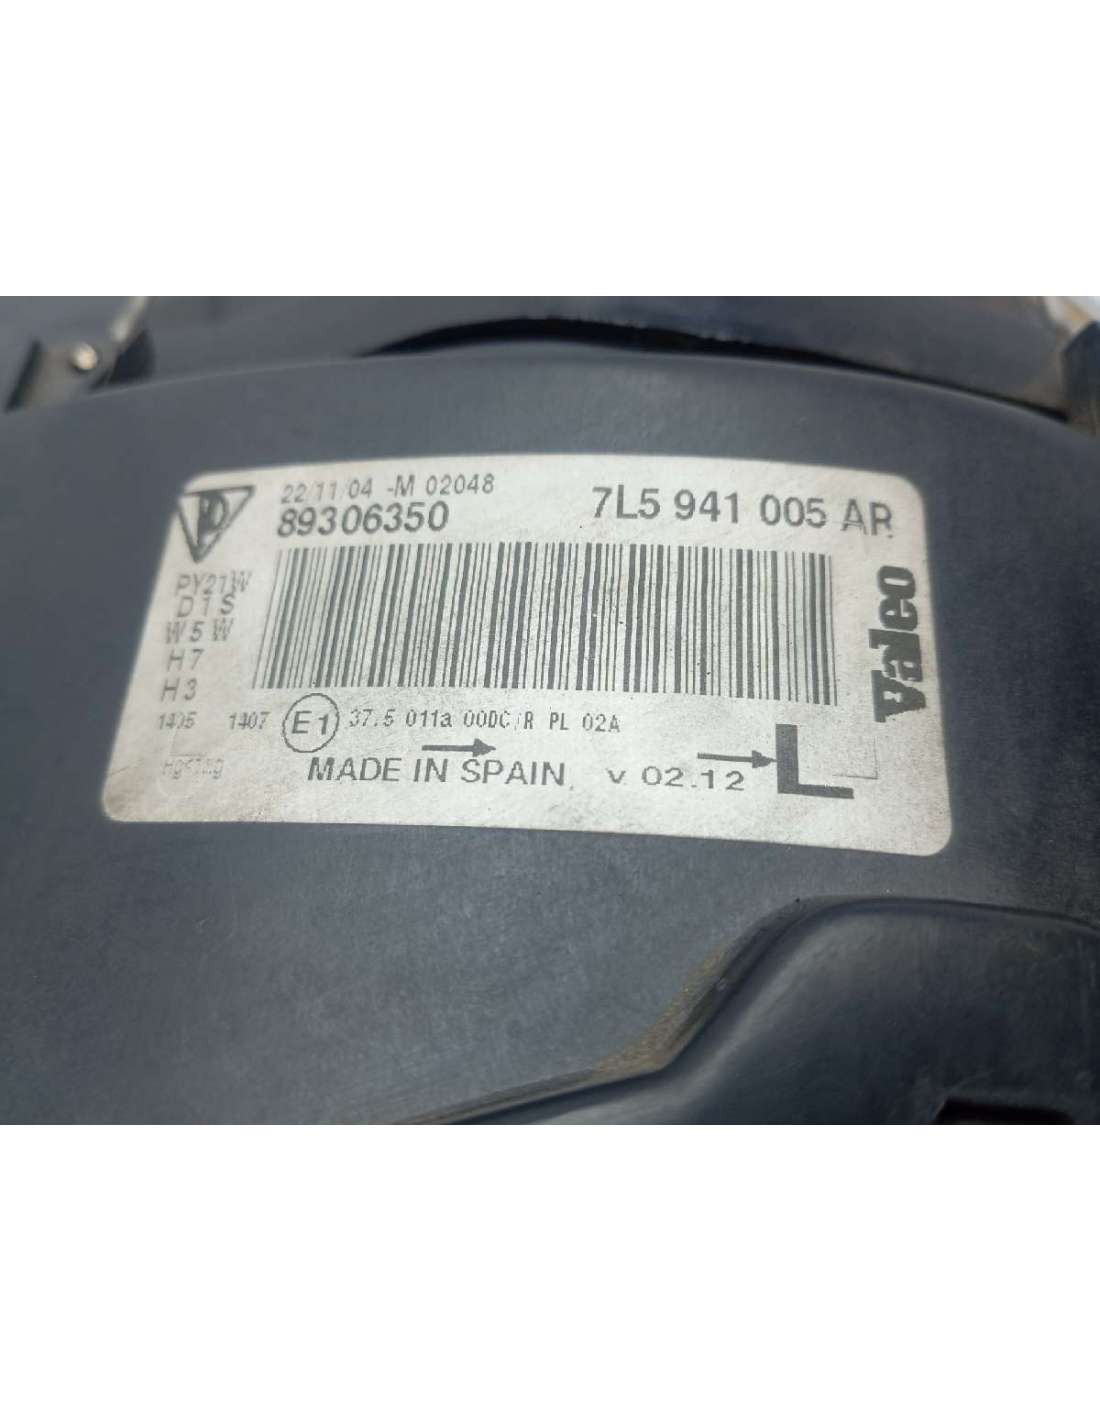 22/11/04 -M 02048
89306350
7L5 941 005 AR
PY21W
D1S
W5W
H7
H3
Valeo
1405 1407 E1 37.5 011a 00DC/R PL 02A
MADE IN SPAIN, v 02.12 L